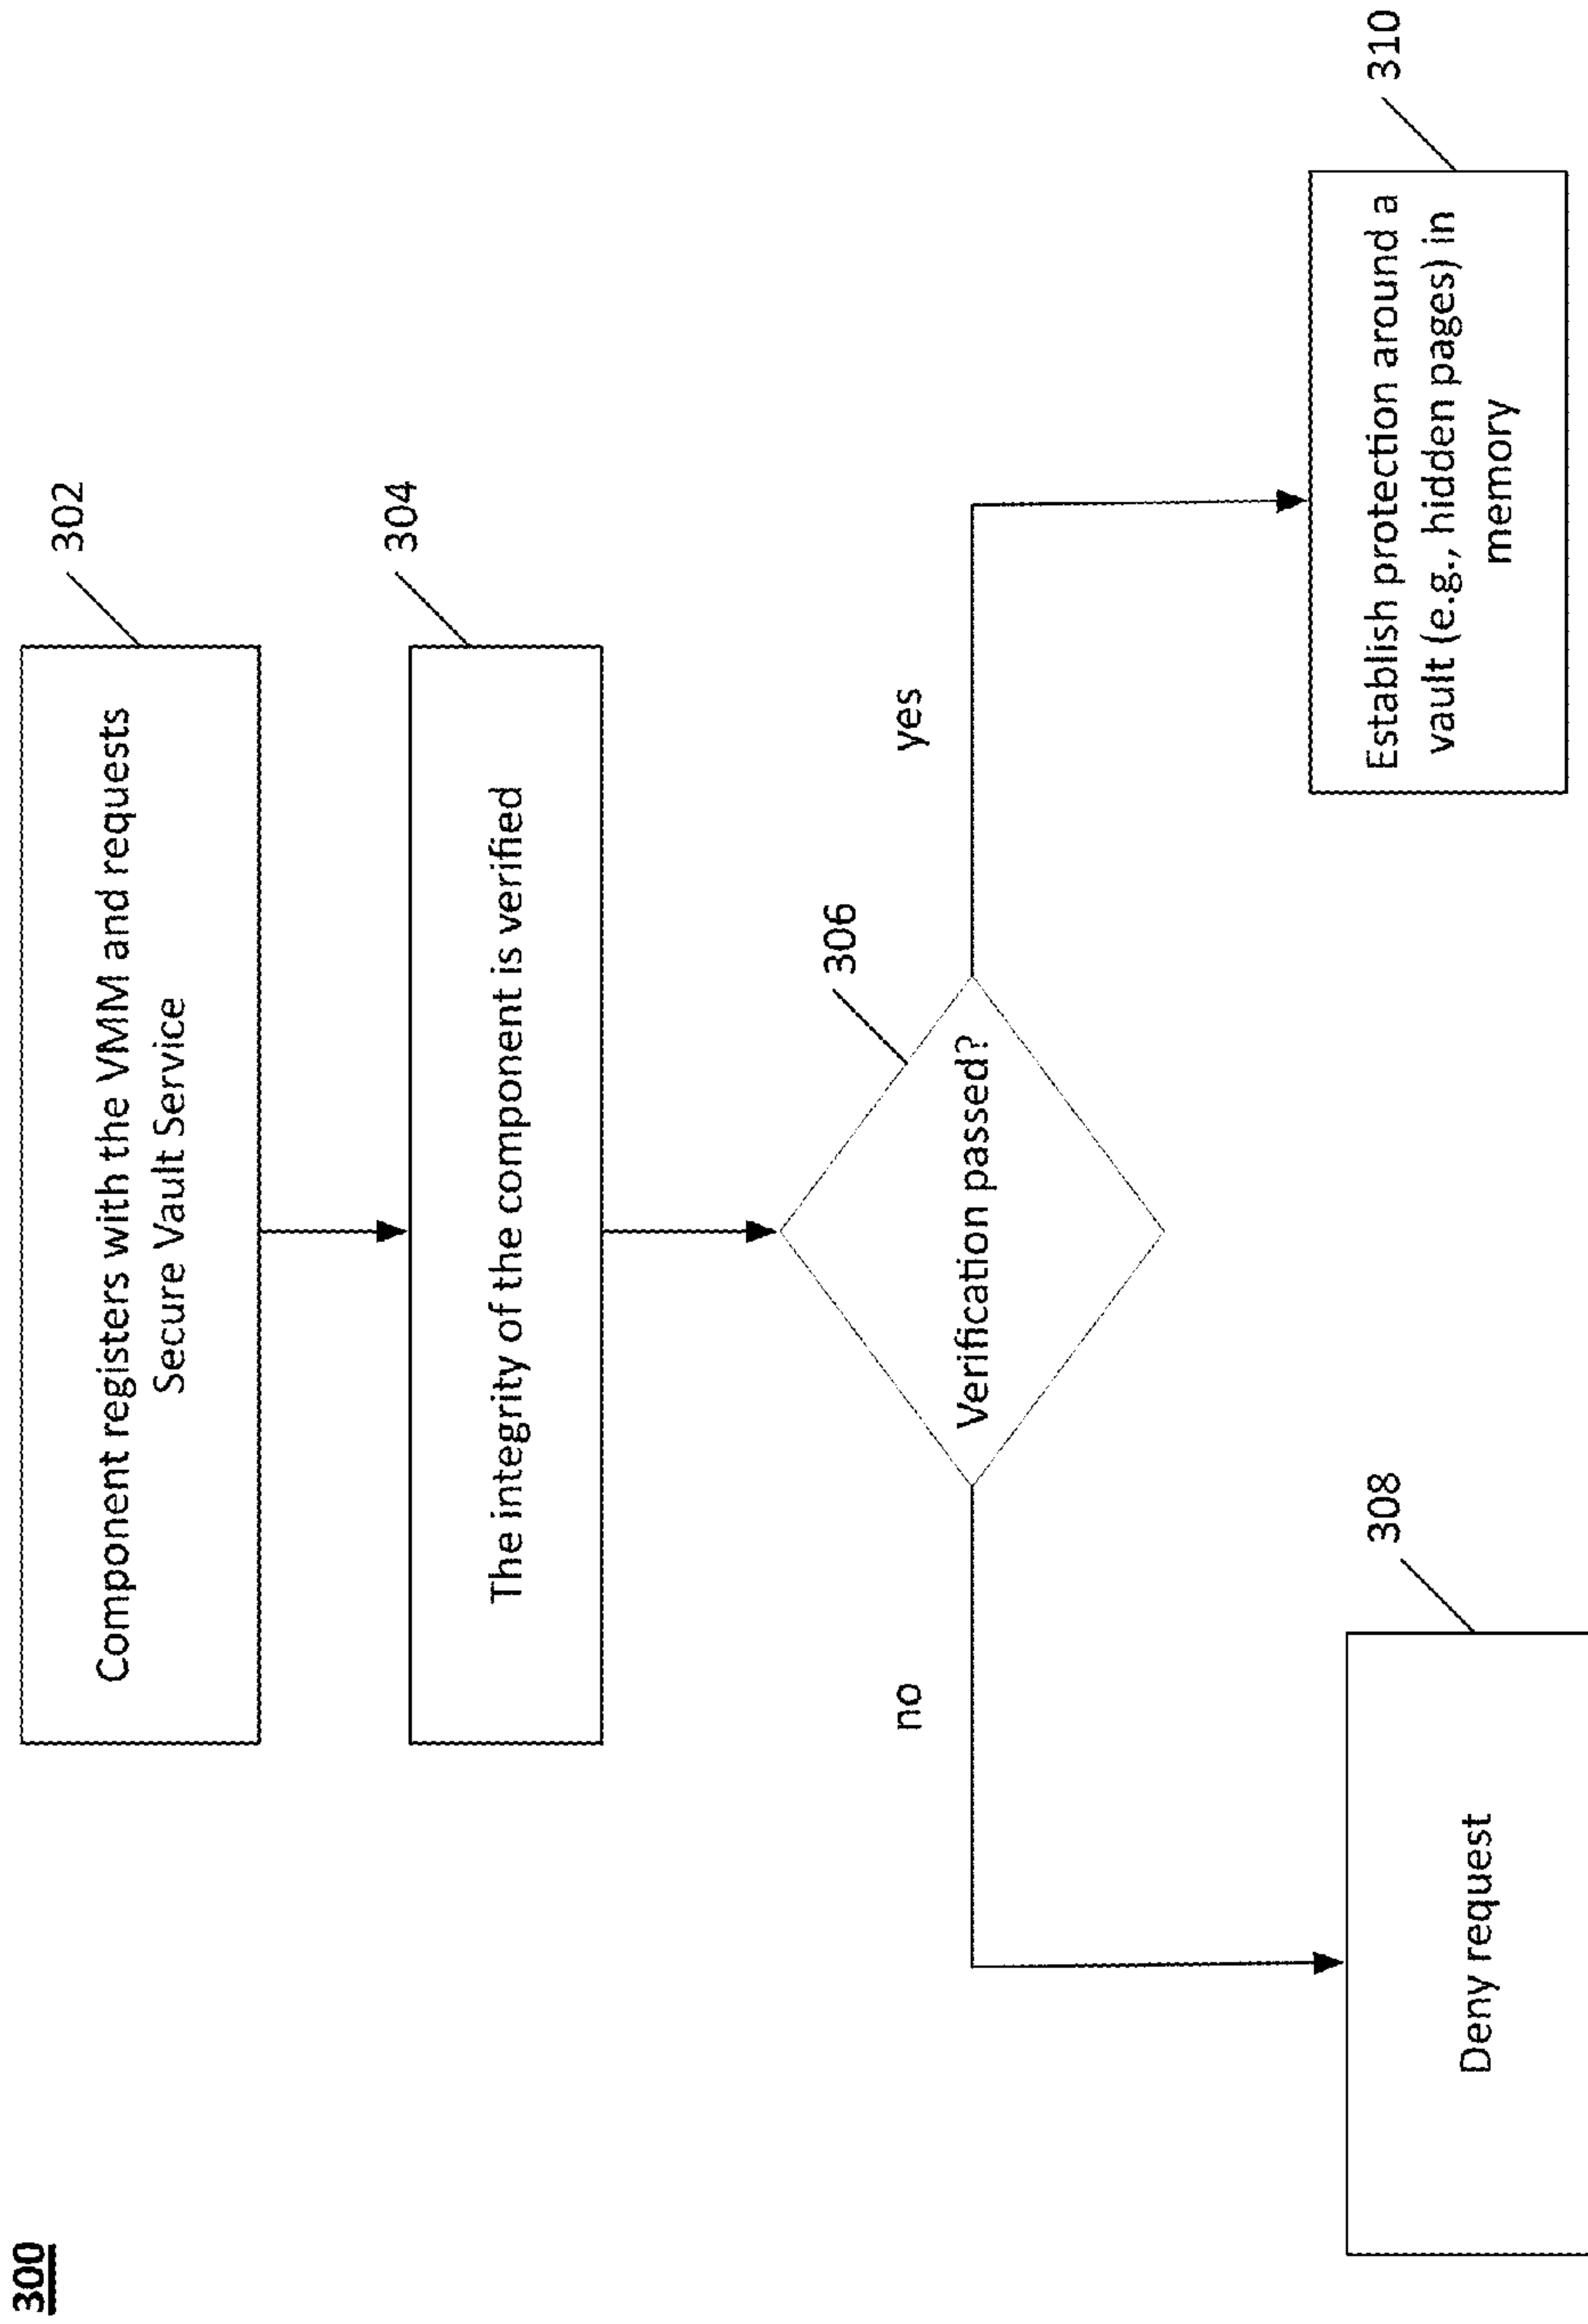 300
Component registers with the VMM and requests
Secure Vault Service
302
The integrity of the component is verified
304
Verification passed?
306
no
yes
Deny request
308
Establish protection around a
vault (e.g., hidden pages) in
memory
310